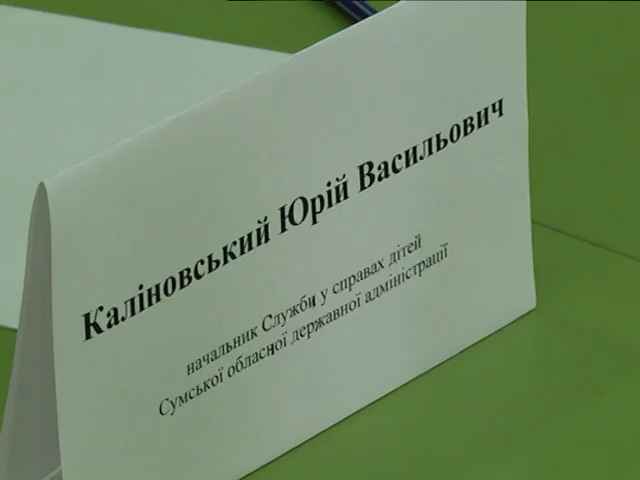 Каліновський Юрій Васильович
начальник Служби у справах дітей
Сумської обласної державної адміністрації